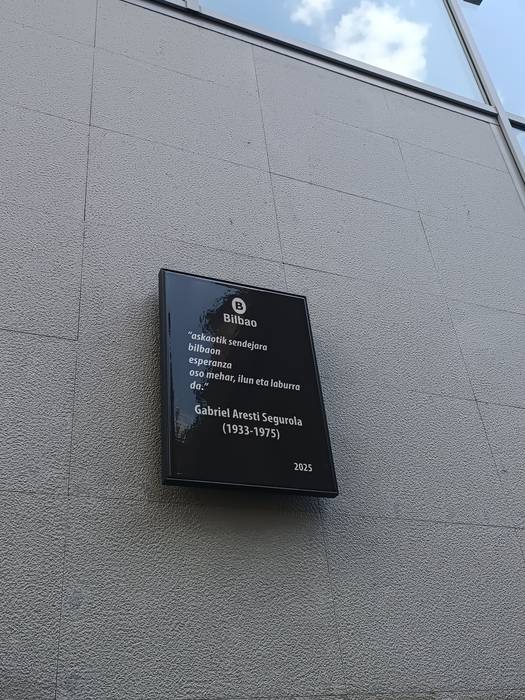 B
Bilbao
"askaotik sendejara
bilbaon
esperanza
oso mehar, ilun eta laburra
da."
Gabriel Aresti Segurola
(1933-1975)
2025